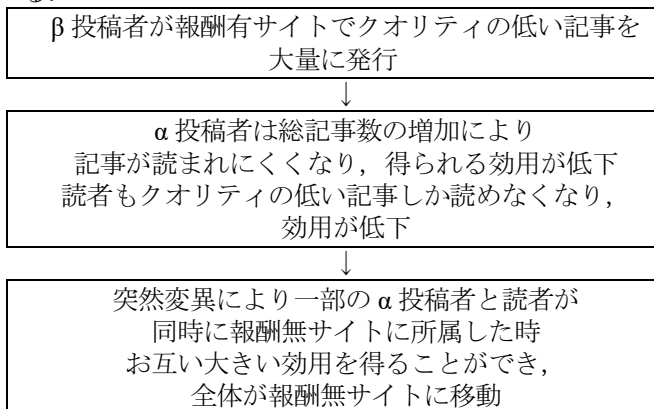 β投稿者が報酬有サイトでクオリティの低い記事を
大量に発行
↓
α投稿者は総記事数の増加により
記事が読まれにくくなり，得られる効用が低下
読者もクオリティの低い記事しか読めなくなり，
効用が低下
↓
突然変異により一部のα投稿者と読者が
同時に報酬無サイトに所属した時
お互い大きい効用を得ることができ，
全体が報酬無サイトに移動